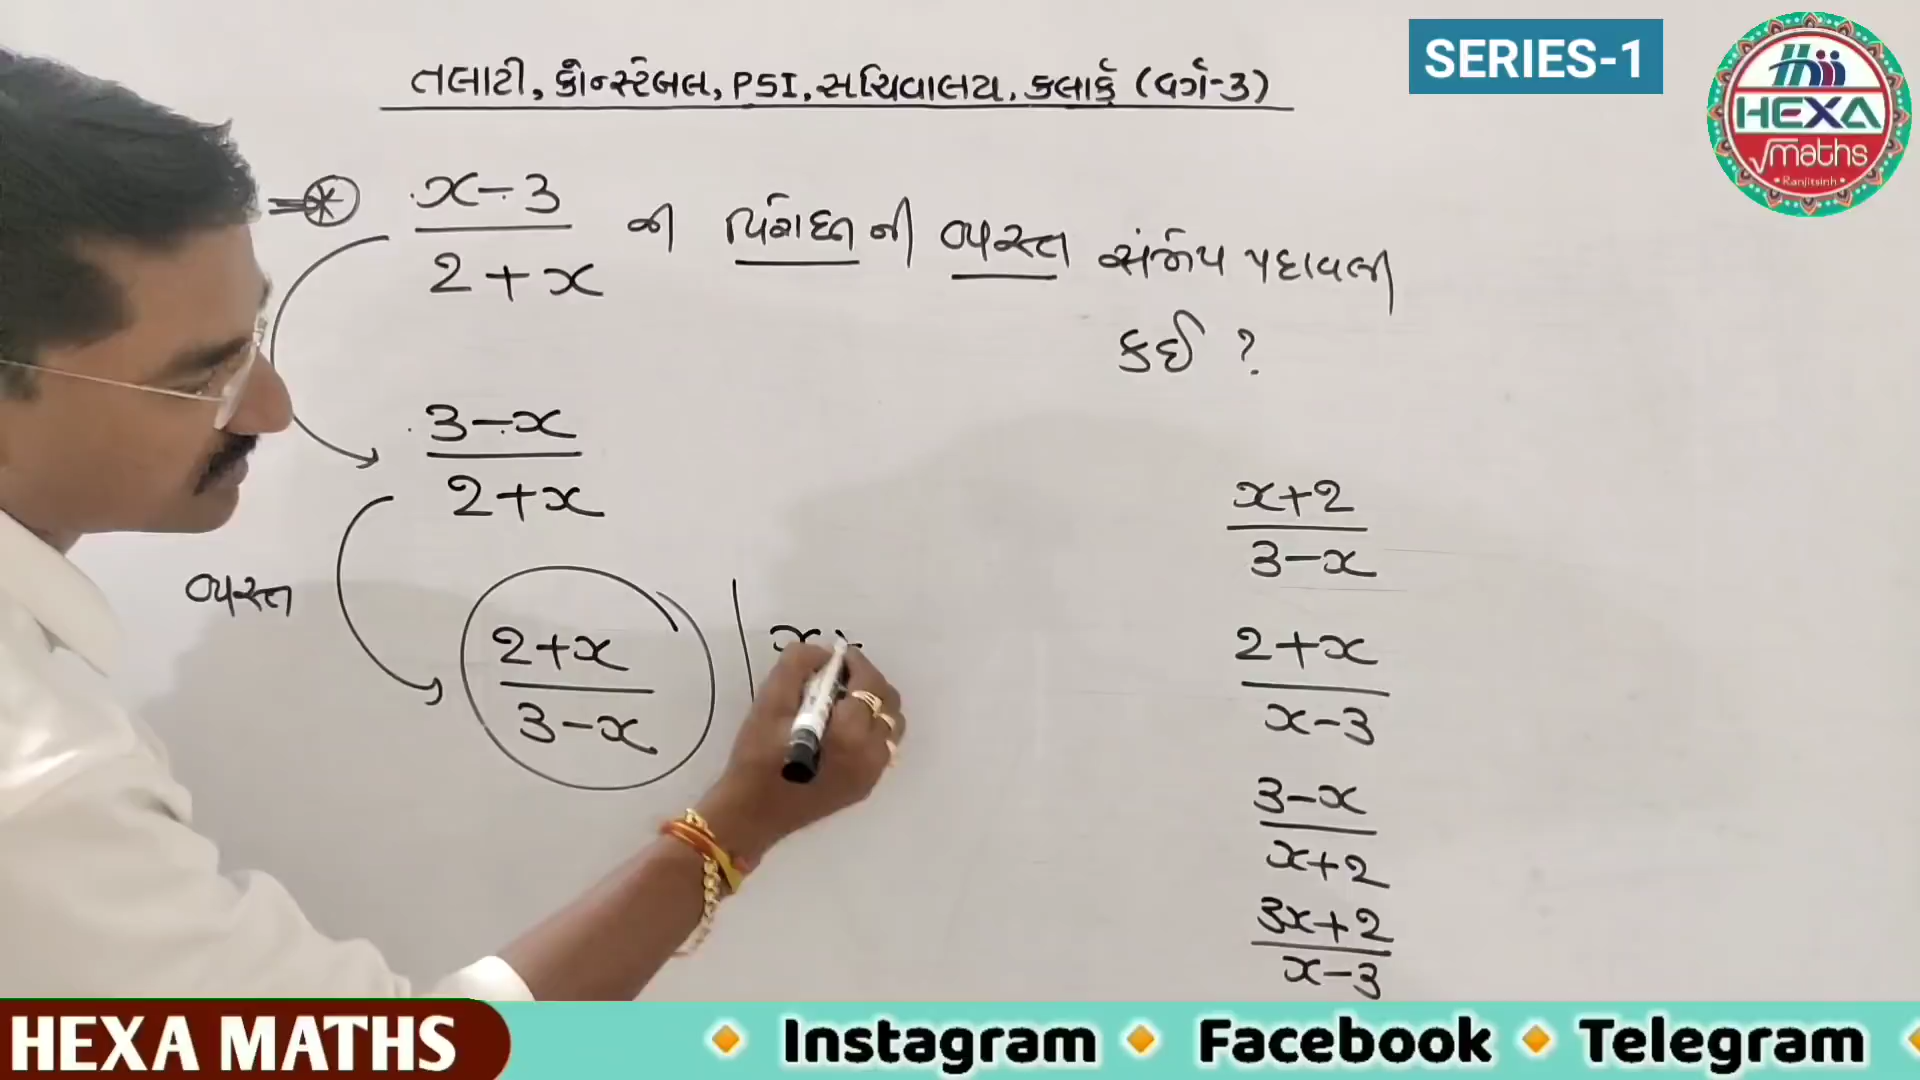 SERIES-1
HEXA
√maths
• Ranjitsinh •
તલાટી, કોન્સ્ટેબલ, PSI, સચિવાલય, કલાર્ક (વર્ગ-3)
x-3
2+x
ની
વિરોધીની વ્યસ્ત સંમેય પદાવલી
કઈ ?
3-x
2+x
વ્યસ્ત
2+x
3-x
x+
x+2
3-x
2+x
x-3
3-x
x+2
3x+2
x-3
HEXA MATHS
Instagram Facebook Telegram